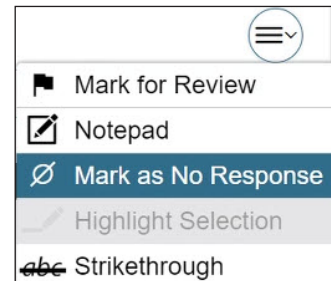 Mark for Review
Notepad
Mark as No Response
Highlight Selection
abc Strikethrough